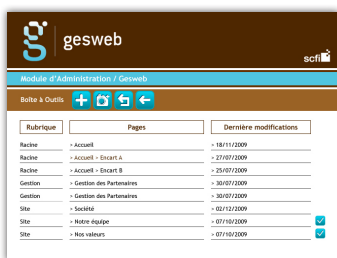 gesweb
scfi
Module d'Administration / Gesweb
Boîte à Outils
Rubrique Pages Dernière modifications
Racine > Accueil > 18/11/2009
Racine > Accueil > Encart A > 27/07/2009
Racine > Accueil > Encart B > 25/07/2009
Gestion > Gestion des Partenaires > 30/07/2009
Gestion > Gestion des Partenaires > 30/07/2009
Site > Société > 02/12/2009
Site > Notre équipe > 07/10/2009
Site > Nos valeurs > 07/10/2009